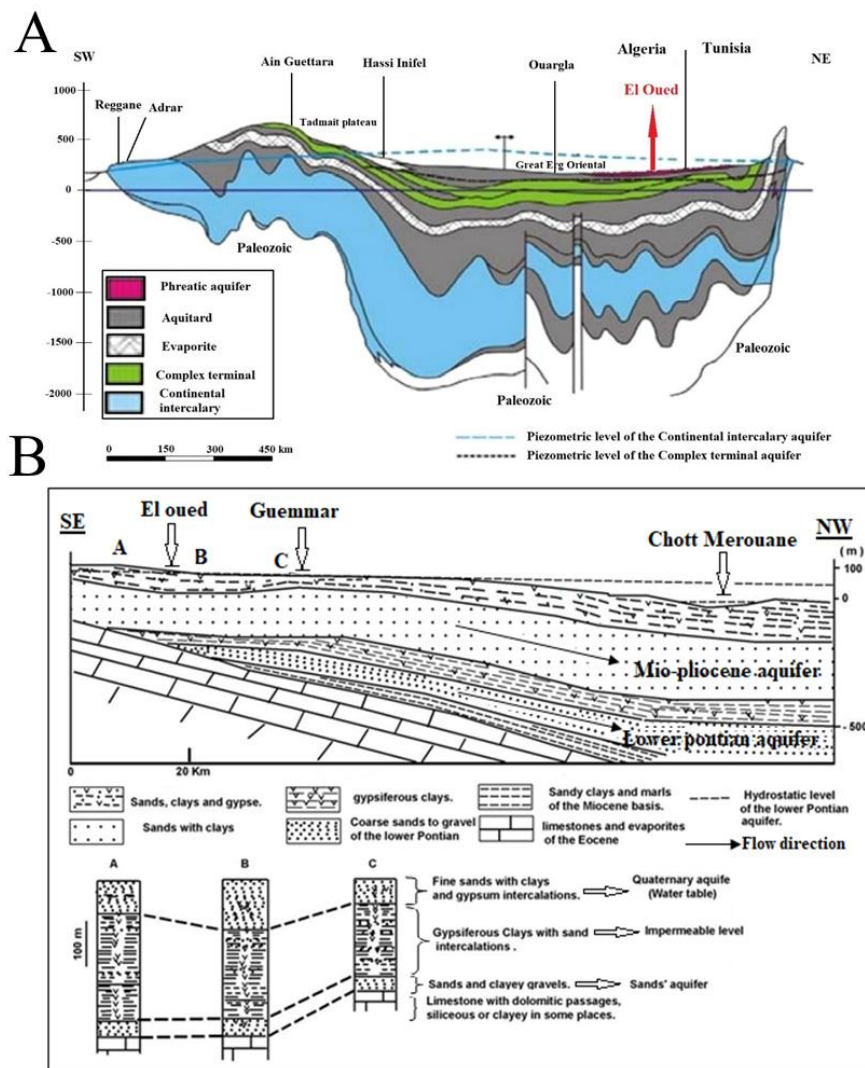 A
SW
Ain Guettara
Hassi Inifel
Ouargla
Algeria
Tunisia
NE
El Oued
Reggane
Adrar
Tadmait plateau
Great Erg Oriental
1000
500
0
-500
-1000
-1500
-2000
Paleozoic
Paleozoic
Paleozoic
Phreatic aquifer
Aquitard
Evaporite
Complex terminal
Continental
intercalary
0 150 300 450 km
Piezometric level of the Continental intercalary aquifer
Piezometric level of the Complex terminal aquifer
B
SE
El oued
Guemmar
Chott Merouane
NW
(m)
A
B
C
100
0
Mio-pliocene aquifer
Lower pontian aquifer
-500
0
20 Km
Sands, clays and gypse.
gypsiferous clays.
Sandy clays and marls
of the Miocene basis.
Hydrostatic level
of the lower Pontian
aquifer.
Sands with clays
Coarse sands to gravel
of the lower Pontian
limestones and evaporites
of the Eocene
Flow direction
A
B
C
100 m
Fine sands with clays
and gypsum intercalations.
Quaternary aquife
(Water table)
Gypsiferous Clays with sand
intercalations .
Impermeable level
Sands and clayey gravels.
Sands' aquifer
Limestone with dolomitic passages,
siliceous or clayey in some places.